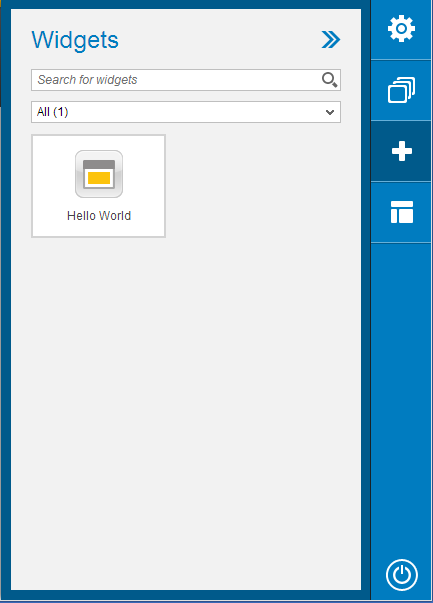 Widgets
Search for widgets
All (1)
Hello World